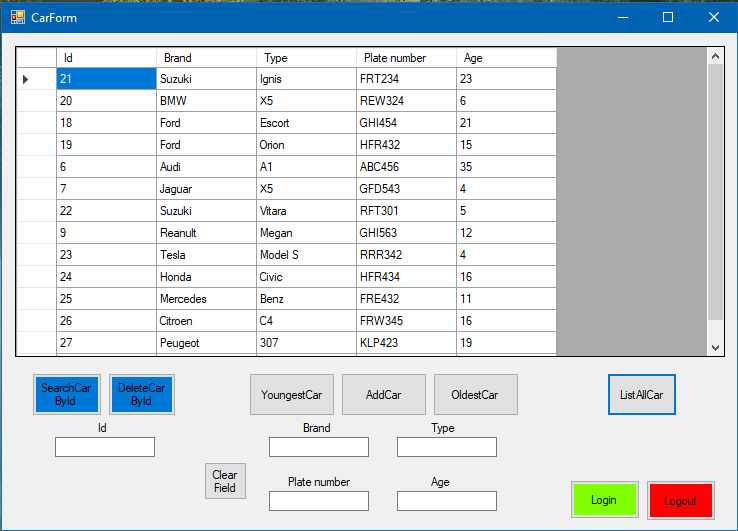 CarForm
Id Brand Type Plate number Age
21 Suzuki Ignis FRT234 23
20 BMW X5 REW324 6
18 Ford Escort GHI454 21
19 Ford Orion HFR432 15
6 Audi A1 ABC456 35
7 Jaguar X5 GFD543 4
22 Suzuki Vitara RFT301 5
9 Reanult Megan GHI563 12
23 Tesla Model S RRR342 4
24 Honda Civic HFR434 16
25 Mercedes Benz FRE432 11
26 Citroen C4 FRW345 16
27 Peugeot 307 KLP423 19
SearchCar
ById
DeleteCar
ById
YoungestCar
AddCar
OldestCar
ListAllCar
Id
Brand
Type
Clear
Field
Plate number
Age
Login
Logout